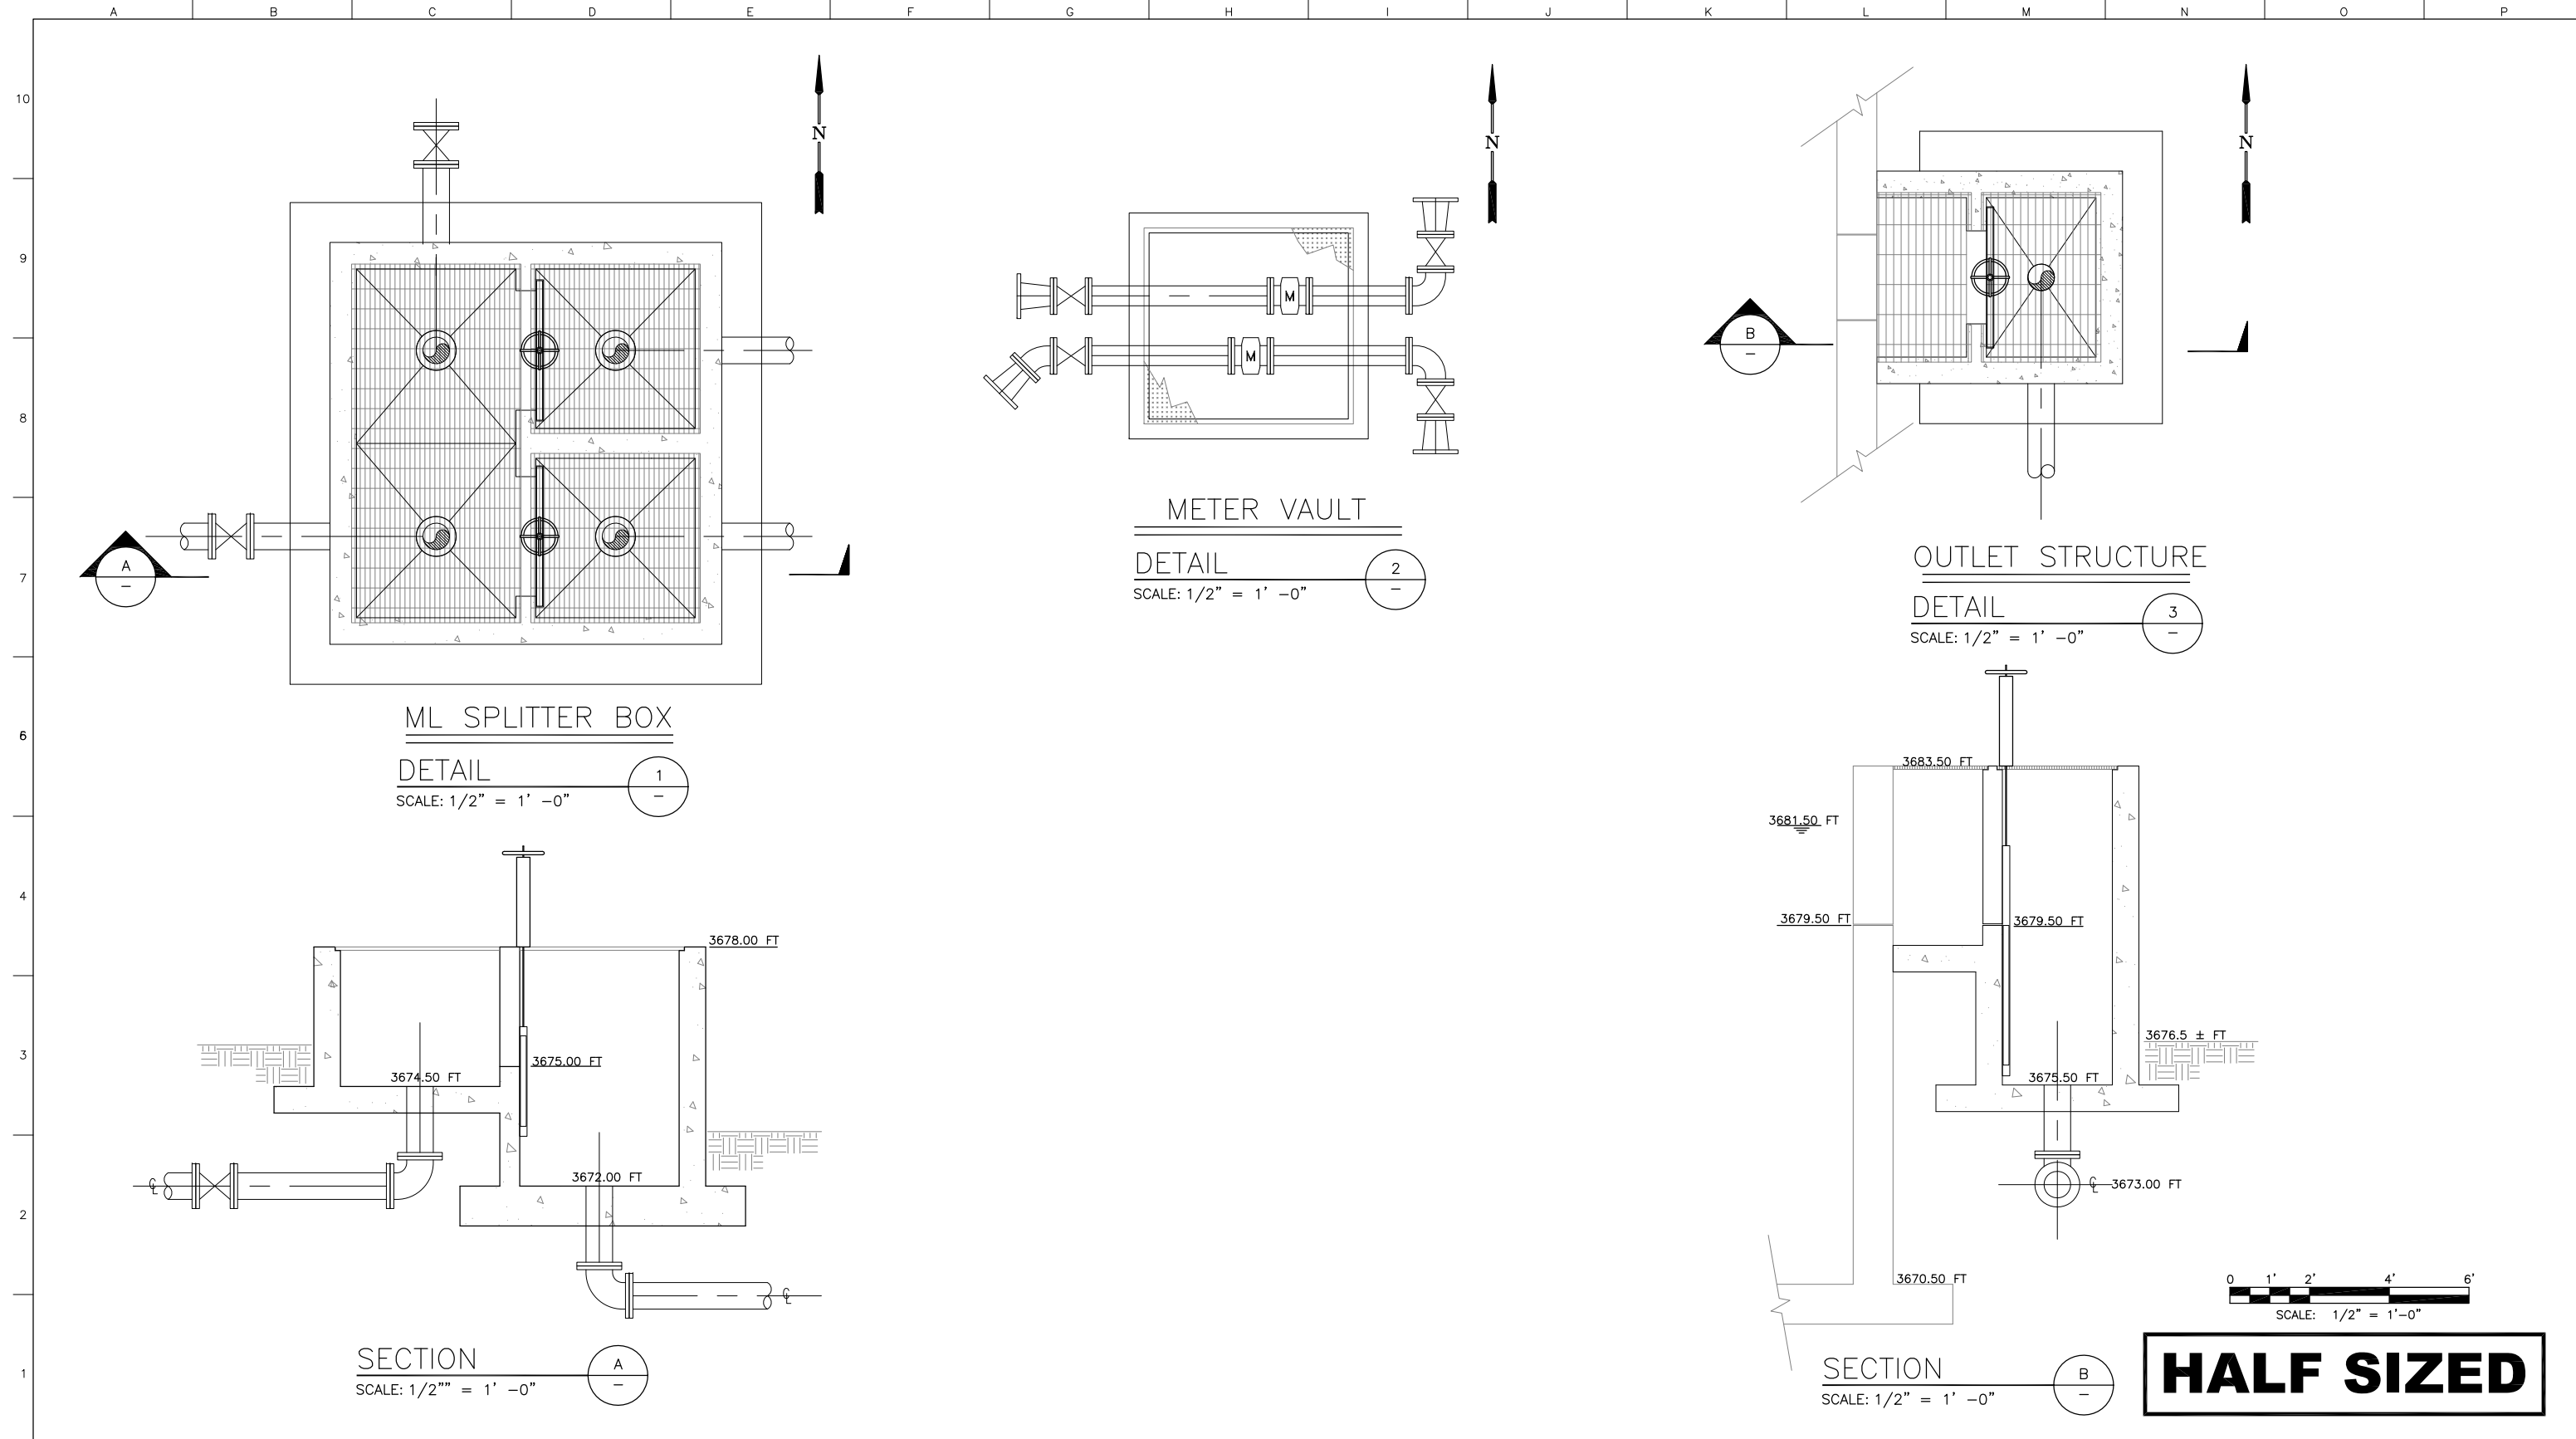 A B C D E F G H I J K L M N O P
10
9
8
7
6
4
3
2
1
N
A
–
ML SPLITTER BOX
DETAIL
1
–
SCALE: 1/2" = 1' –0"
N
M
M
METER VAULT
DETAIL
2
–
SCALE: 1/2" = 1' –0"
N
B
–
OUTLET STRUCTURE
DETAIL
3
–
SCALE: 1/2" = 1' –0"
3678.00 FT
3675.00 FT
3674.50 FT
3672.00 FT
℄
℄
SECTION
A
–
SCALE: 1/2"" = 1' –0"
3683.50 FT
3681.50 FT
3679.50 FT
3679.50 FT
3676.5 ± FT
3675.50 FT
℄ 3673.00 FT
3670.50 FT
SECTION
B
–
SCALE: 1/2" = 1' –0"
0 1' 2' 4' 6'
SCALE: 1/2" = 1'–0"
HALF SIZED